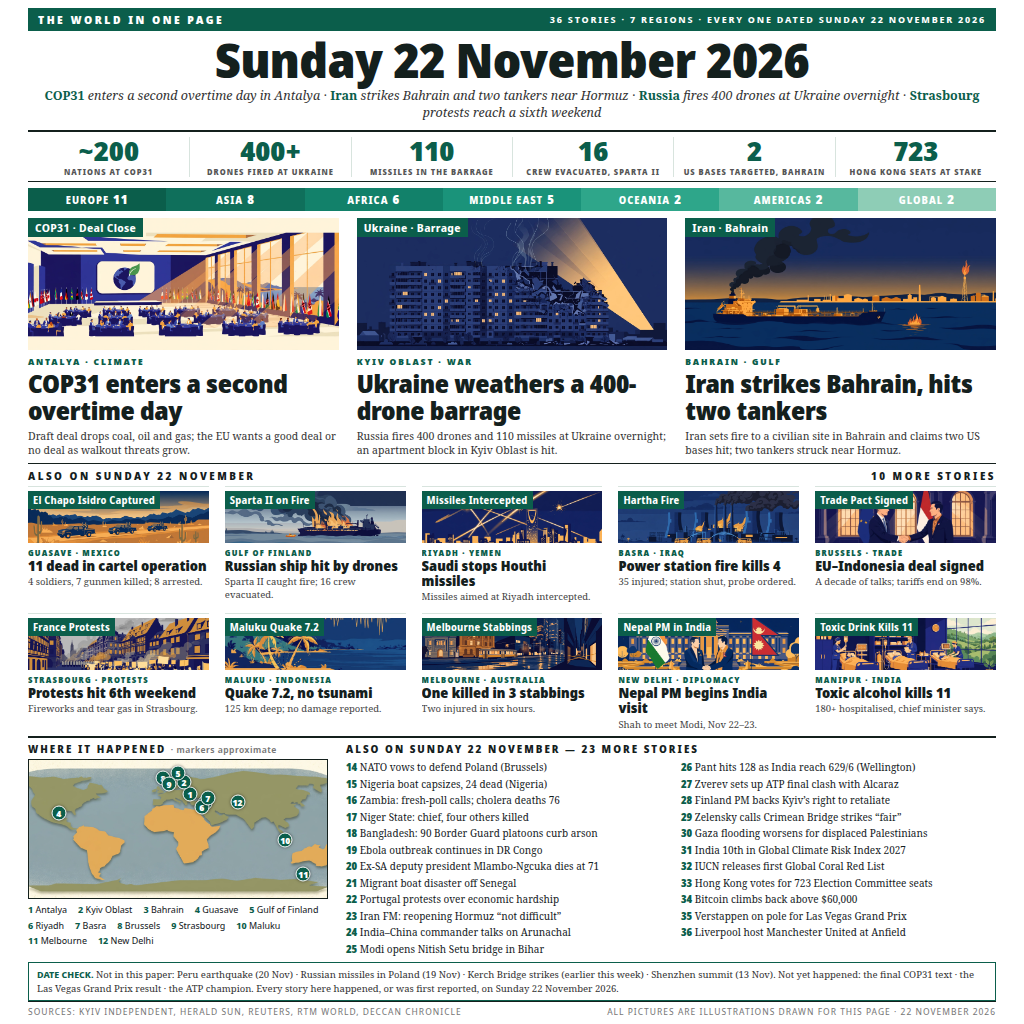 THE WORLD IN ONE PAGE
36 STORIES · 7 REGIONS · EVERY ONE DATED SUNDAY 22 NOVEMBER 2026
Sunday 22 November 2026
COP31 enters a second overtime day in Antalya · Iran strikes Bahrain and two tankers near Hormuz · Russia fires 400 drones at Ukraine overnight · Strasbourg
protests reach a sixth weekend
~200
NATIONS AT COP31
400+
DRONES FIRED AT UKRAINE
110
MISSILES IN THE BARRAGE
16
CREW EVACUATED, SPARTA II
2
US BASES TARGETED, BAHRAIN
723
HONG KONG SEATS AT STAKE
EUROPE 11
ASIA 8
AFRICA 6
MIDDLE EAST 5
OCEANIA 2
AMERICAS 2
GLOBAL 2
COP31 · Deal Close
ANTALYA · CLIMATE
COP31 enters a second
overtime day
Draft deal drops coal, oil and gas; the EU wants a good deal or
no deal as walkout threats grow.
Ukraine · Barrage
KYIV OBLAST · WAR
Ukraine weathers a 400-
drone barrage
Russia fires 400 drones and 110 missiles at Ukraine overnight;
an apartment block in Kyiv Oblast is hit.
Iran · Bahrain
BAHRAIN · GULF
Iran strikes Bahrain, hits
two tankers
Iran sets fire to a civilian site in Bahrain and claims two US
bases hit; two tankers struck near Hormuz.
ALSO ON SUNDAY 22 NOVEMBER
10 MORE STORIES
El Chapo Isidro Captured
GUASAVE · MEXICO
11 dead in cartel operation
4 soldiers, 7 gunmen killed; 8 arrested.
Sparta II on Fire
GULF OF FINLAND
Russian ship hit by drones
Sparta II caught fire; 16 crew
evacuated.
Missiles Intercepted
RIYADH · YEMEN
Saudi stops Houthi
missiles
Missiles aimed at Riyadh intercepted.
Hartha Fire
BASRA · IRAQ
Power station fire kills 4
35 injured; station shut, probe ordered.
Trade Pact Signed
BRUSSELS · TRADE
EU–Indonesia deal signed
A decade of talks; tariffs end on 98%.
France Protests
STRASBOURG · PROTESTS
Protests hit 6th weekend
Fireworks and tear gas in Strasbourg.
Maluku Quake 7.2
MALUKU · INDONESIA
Quake 7.2, no tsunami
125 km deep; no damage reported.
Melbourne Stabbings
MELBOURNE · AUSTRALIA
One killed in 3 stabbings
Two injured in six hours.
Nepal PM in India
NEW DELHI · DIPLOMACY
Nepal PM begins India
visit
Shah to meet Modi, Nov 22–23.
Toxic Drink Kills 11
MANIPUR · INDIA
Toxic alcohol kills 11
180+ hospitalised, chief minister says.
WHERE IT HAPPENED · markers approximate
5
2
9
1
7
6
12
4
10
11
1 Antalya 2 Kyiv Oblast 3 Bahrain 4 Guasave 5 Gulf of Finland
6 Riyadh 7 Basra 8 Brussels 9 Strasbourg 10 Maluku
11 Melbourne 12 New Delhi
ALSO ON SUNDAY 22 NOVEMBER — 23 MORE STORIES
14 NATO vows to defend Poland (Brussels)
15 Nigeria boat capsizes, 24 dead (Nigeria)
16 Zambia: fresh-poll calls; cholera deaths 76
17 Niger State: chief, four others killed
18 Bangladesh: 90 Border Guard platoons curb arson
19 Ebola outbreak continues in DR Congo
20 Ex-SA deputy president Mlambo-Ngcuka dies at 71
21 Migrant boat disaster off Senegal
22 Portugal protests over economic hardship
23 Iran FM: reopening Hormuz “not difficult”
24 India–China commander talks on Arunachal
25 Modi opens Nitish Setu bridge in Bihar
26 Pant hits 128 as India reach 629/6 (Wellington)
27 Zverev sets up ATP final clash with Alcaraz
28 Finland PM backs Kyiv’s right to retaliate
29 Zelensky calls Crimean Bridge strikes “fair”
30 Gaza flooding worsens for displaced Palestinians
31 India 10th in Global Climate Risk Index 2027
32 IUCN releases first Global Coral Red List
33 Hong Kong votes for 723 Election Committee seats
34 Bitcoin climbs back above $60,000
35 Verstappen on pole for Las Vegas Grand Prix
36 Liverpool host Manchester United at Anfield
DATE CHECK. Not in this paper: Peru earthquake (20 Nov) · Russian missiles in Poland (19 Nov) · Kerch Bridge strikes (earlier this week) · Shenzhen summit (13 Nov). Not yet happened: the final COP31 text · the
Las Vegas Grand Prix result · the ATP champion. Every story here happened, or was first reported, on Sunday 22 November 2026.
SOURCES: KYIV INDEPENDENT, HERALD SUN, REUTERS, RTM WORLD, DECCAN CHRONICLE
ALL PICTURES ARE ILLUSTRATIONS DRAWN FOR THIS PAGE · 22 NOVEMBER 2026